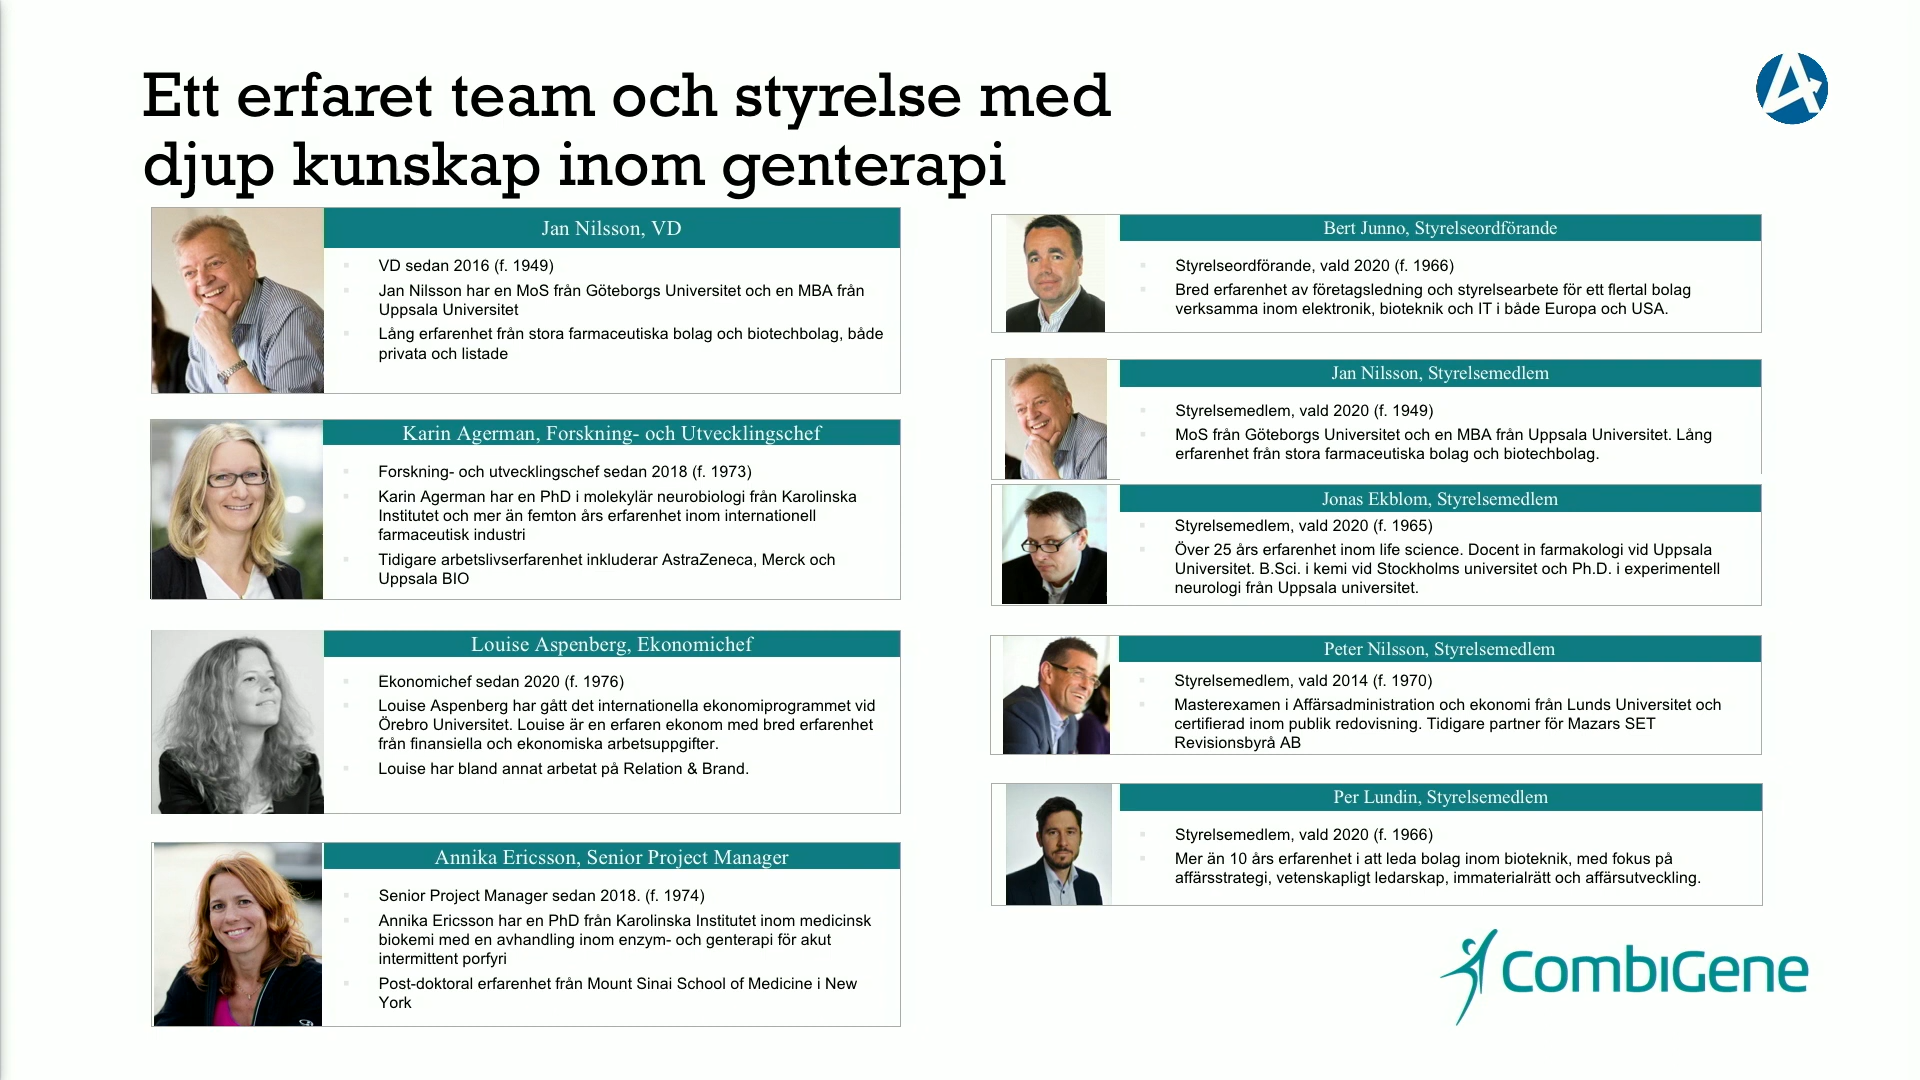 Ett erfaret team och styrelse med
djup kunskap inom genterapi
Jan Nilsson, VD
VD sedan 2016 (f. 1949)
Jan Nilsson har en MoS från Göteborgs Universitet och en MBA från
Uppsala Universitet
Lång erfarenhet från stora farmaceutiska bolag och biotechbolag, både
privata och listade
Karin Agerman, Forskning- och Utvecklingschef
Forskning- och utvecklingschef sedan 2018 (f. 1973)
Karin Agerman har en PhD i molekylär neurobiologi från Karolinska
Institutet och mer än femton års erfarenhet inom internationell
farmaceutisk industri
Tidigare arbetslivserfarenhet inkluderar AstraZeneca, Merck och
Uppsala BIO
Louise Aspenberg, Ekonomichef
Ekonomichef sedan 2020 (f. 1976)
Louise Aspenberg har gått det internationella ekonomiprogrammet vid
Örebro Universitet. Louise är en erfaren ekonom med bred erfarenhet
från finansiella och ekonomiska arbetsuppgifter.
Louise har bland annat arbetat på Relation & Brand.
Annika Ericsson, Senior Project Manager
Senior Project Manager sedan 2018. (f. 1974)
Annika Ericsson har en PhD från Karolinska Institutet inom medicinsk
biokemi med en avhandling inom enzym- och genterapi för akut
intermittent porfyri
Post-doktoral erfarenhet från Mount Sinai School of Medicine i New
York
Bert Junno, Styrelseordförande
Styrelseordförande, vald 2020 (f. 1966)
Bred erfarenhet av företagsledning och styrelsearbete för ett flertal bolag
verksamma inom elektronik, bioteknik och IT i både Europa och USA.
Jan Nilsson, Styrelsemedlem
Styrelsemedlem, vald 2020 (f. 1949)
MoS från Göteborgs Universitet och en MBA från Uppsala Universitet. Lång
erfarenhet från stora farmaceutiska bolag och biotechbolag.
Jonas Ekblom, Styrelsemedlem
Styrelsemedlem, vald 2020 (f. 1965)
Över 25 års erfarenhet inom life science. Docent in farmakologi vid Uppsala
Universitet. B.Sci. i kemi vid Stockholms universitet och Ph.D. i experimentell
neurologi från Uppsala universitet.
Peter Nilsson, Styrelsemedlem
Styrelsemedlem, vald 2014 (f. 1970)
Masterexamen i Affärsadministration och ekonomi från Lunds Universitet och
certifierad inom publik redovisning. Tidigare partner för Mazars SET
Revisionsbyrå AB
Per Lundin, Styrelsemedlem
Styrelsemedlem, vald 2020 (f. 1966)
Mer än 10 års erfarenhet i att leda bolag inom bioteknik, med fokus på
affärsstrategi, vetenskapligt ledarskap, immaterialrätt och affärsutveckling.
CombiGene